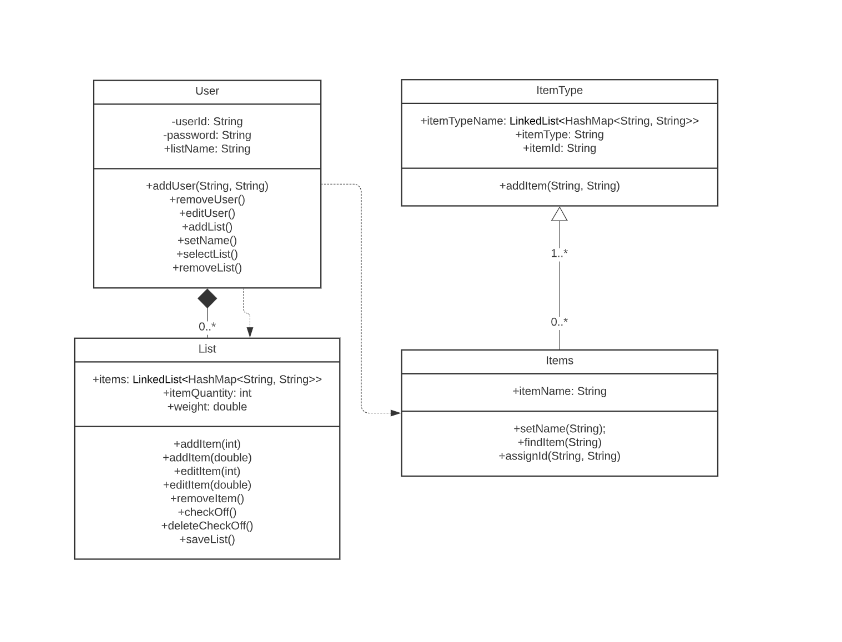 User
-userId: String
-password: String
+listName: String
+addUser(String, String)
+removeUser()
+editUser()
+addList()
+setName()
+selectList()
+removeList()
0..*
List
+items: LinkedList<HashMap<String, String>>
+itemQuantity: int
+weight: double
+addItem(int)
+addItem(double)
+editItem(int)
+editItem(double)
+removeItem()
+checkOff()
+deleteCheckOff()
+saveList()
ItemType
+itemTypeName: LinkedList<HashMap<String, String>>
+itemType: String
+itemId: String
+addItem(String, String)
1..*
0..*
Items
+itemName: String
+setName(String);
+findItem(String)
+assignId(String, String)